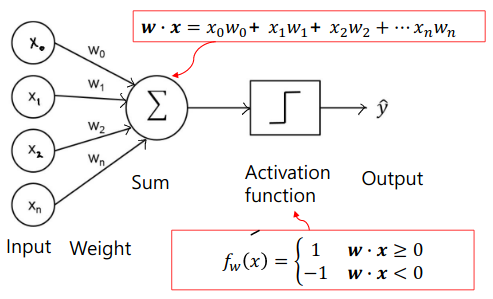 w · x = x₀w₀ + x₁w₁ + x₂w₂ + ⋯xₙwₙ
x₀
w₀
x₁
w₁
Σ
ŷ
x₂
w₂
wₙ
xₙ
Sum
Activation
function
Output
Input Weight
f_w(x) = { 1 w · x ≥ 0
−1 w · x < 0